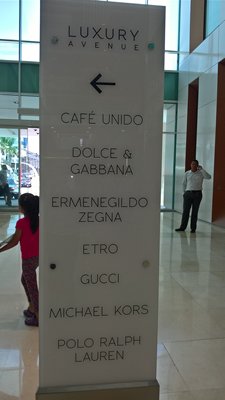 LUXURY
AVENUE
CAFÉ UNIDO
DOLCE &
GABBANA
ERMENEGILDO
ZEGNA
ETRO
GUCCI
MICHAEL KORS
POLO RALPH
LAUREN